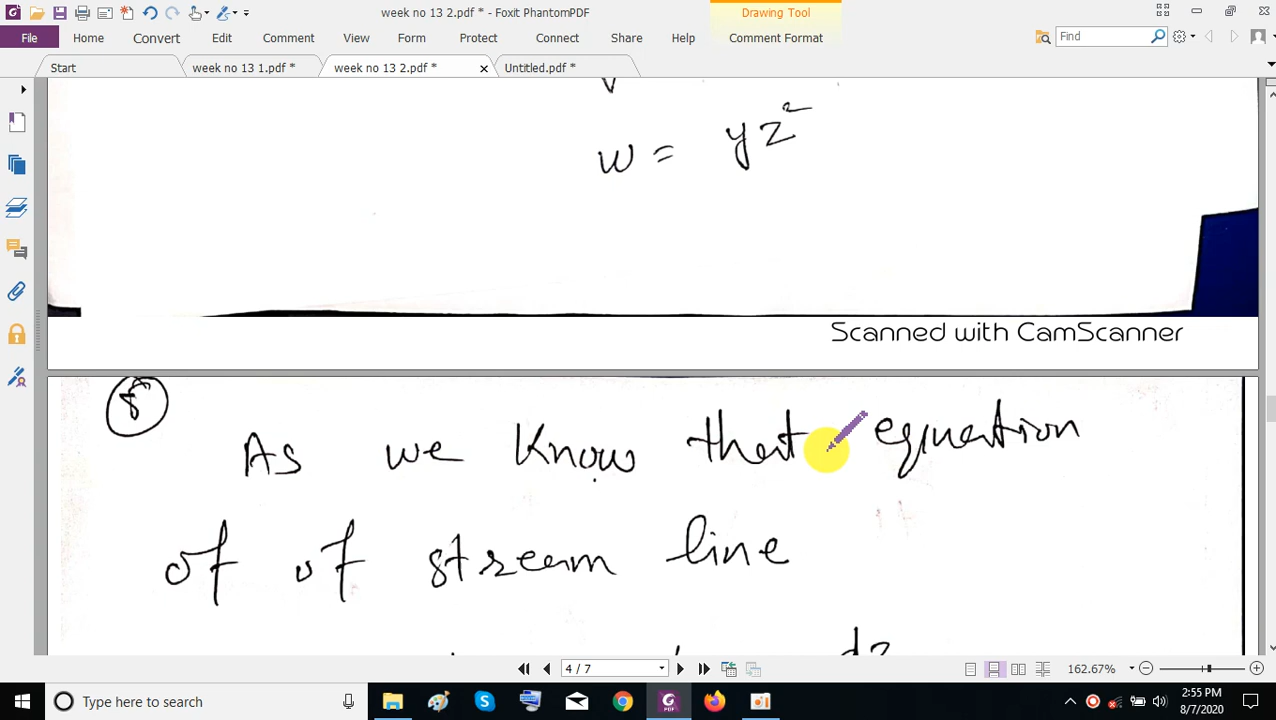 week no 13 2.pdf * - Foxit PhantomPDF
Drawing Tool
File Home Convert Edit Comment View Form Protect Connect Share Help Comment Format
Find
Start week no 13 1.pdf * week no 13 2.pdf * Untitled.pdf *
w = yz²
Scanned with CamScanner
8
As we know that equation
of of stream line
dz
4 / 7
162.67%
Type here to search
2:55 PM
8/7/2020